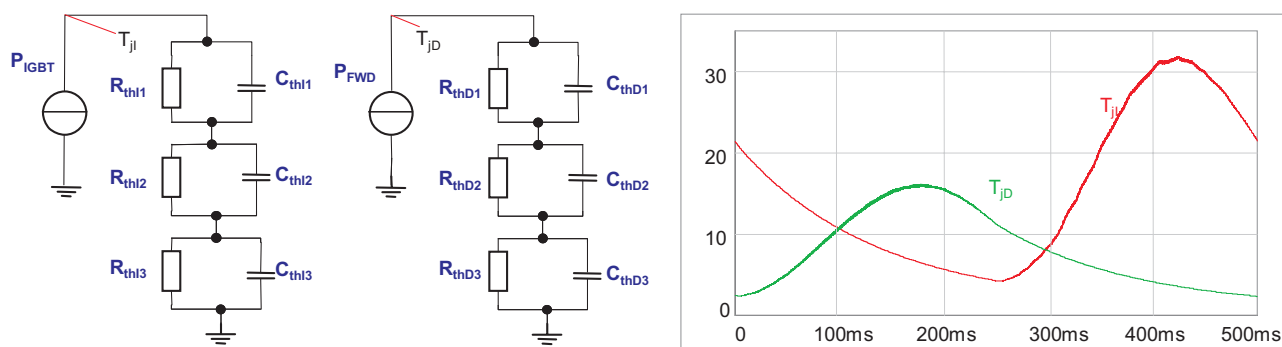 T_jI
P_IGBT
R_thI1
C_thI1
R_thI2
C_thI2
R_thI3
C_thI3
T_jD
P_FWD
R_thD1
C_thD1
R_thD2
C_thD2
R_thD3
C_thD3
30
20
10
0
T_jI
T_jD
0 100ms 200ms 300ms 400ms 500ms